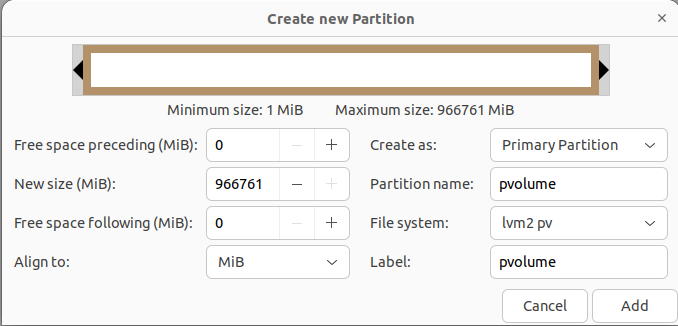 Create new Partition ×
Minimum size: 1 MiB Maximum size: 966761 MiB
Free space preceding (MiB): 0 − + Create as: Primary Partition
New size (MiB): 966761 − + Partition name: pvolume
Free space following (MiB): 0 − + File system: lvm2 pv
Align to: MiB Label: pvolume
Cancel Add